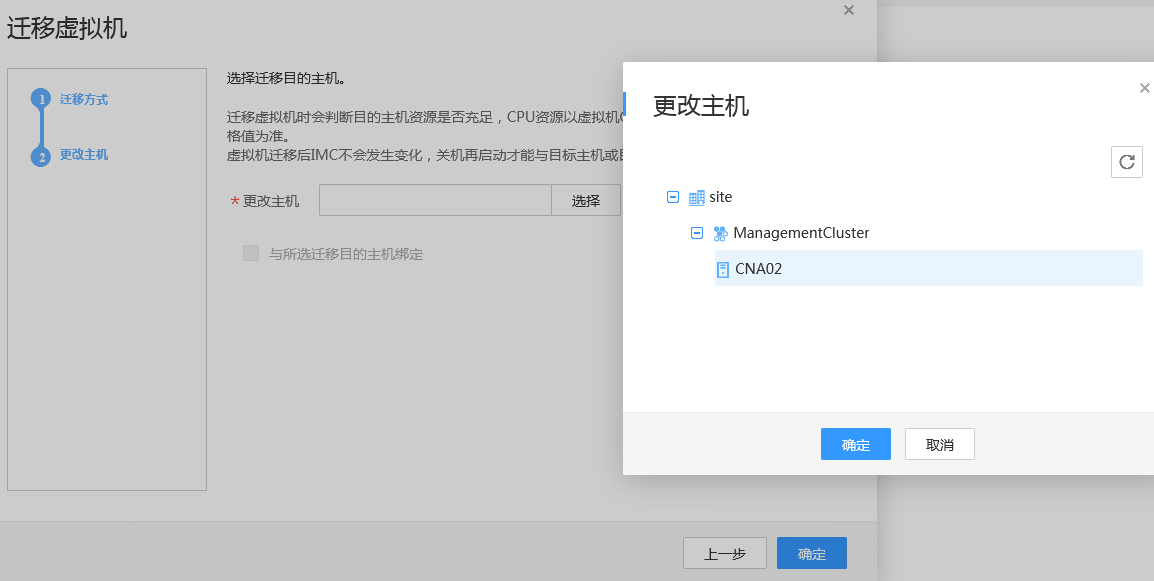 迁移虚拟机
1 迁移方式
2 更改主机
选择迁移目的主机。
迁移虚拟机时会判断目的主机资源是否充足，CPU资源以虚拟机
格值为准。
虚拟机迁移后IMC不会发生变化，关机再启动才能与目标主机或
*更改主机
选择
与所选迁移目的主机绑定
上一步
确定
更改主机
site
ManagementCluster
CNA02
确定
取消